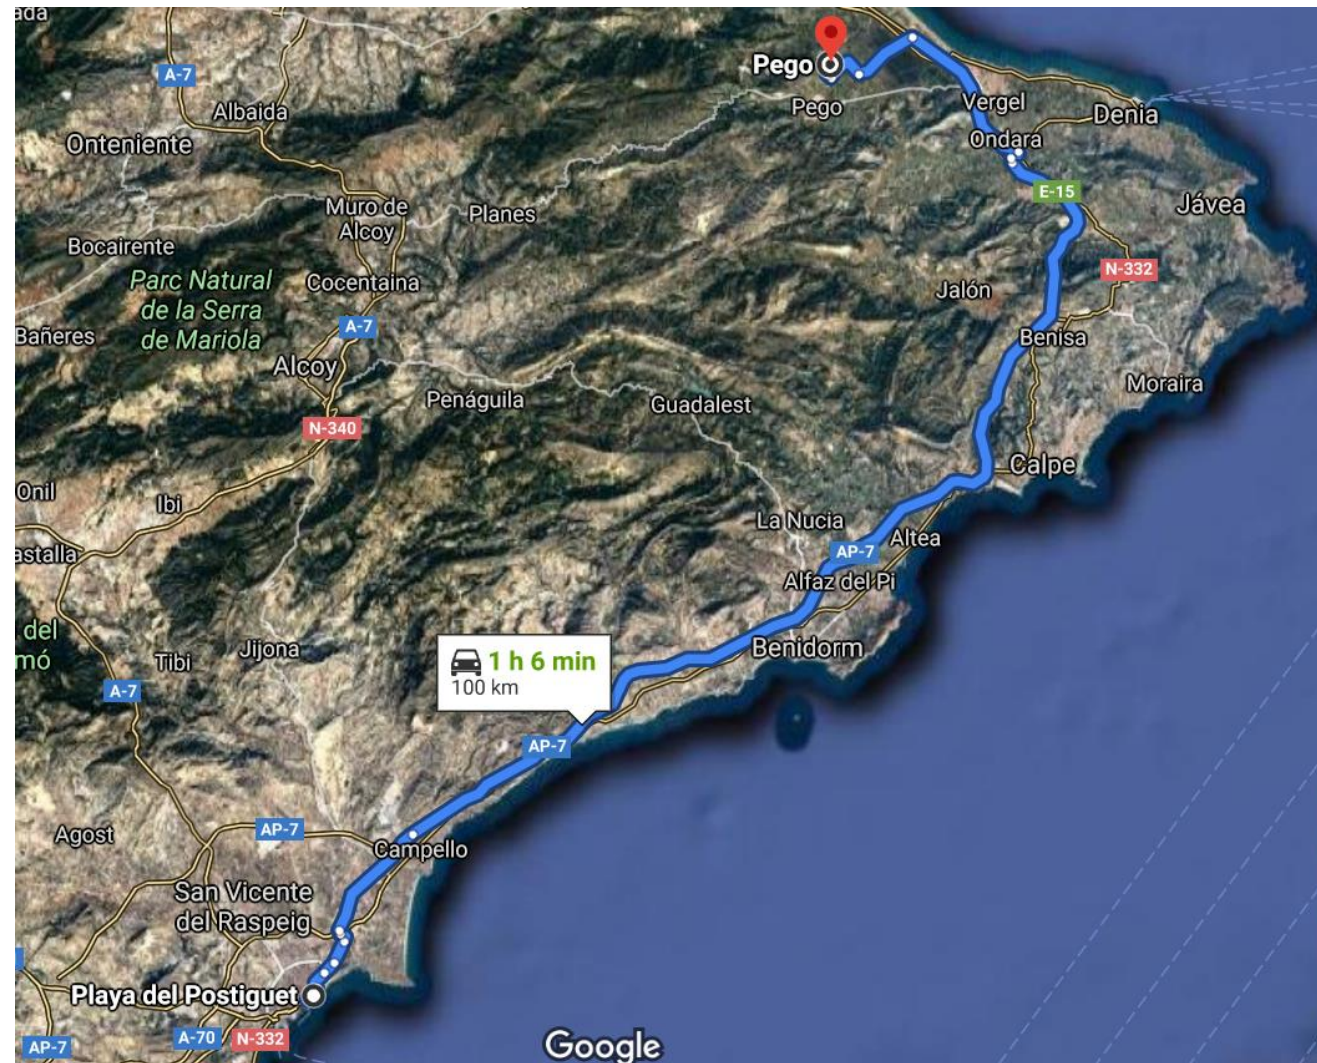 ada
A-7
Albaida
Onteniente
Pego
Pego
Vergel
Denia
Ondara
E-15
Muro de
Alcoy
Planes
Jávea
Bocairente
Parc Natural
de la Serra
de Mariola
Cocentaina
N-332
Jalón
A-7
Bañeres
Benisa
Alcoy
Penáguila
Guadalest
Moraira
N-340
Calpe
Onil
Ibi
La Nucia
Altea
astalla
AP-7
Alfaz del Pi
del
mó
Tibi
Jijona
1 h 6 min
100 km
Benidorm
A-7
AP-7
Agost
AP-7
Campello
San Vicente
del Raspeig
Playa del Postiguet
A-70
N-332
AP-7
Google